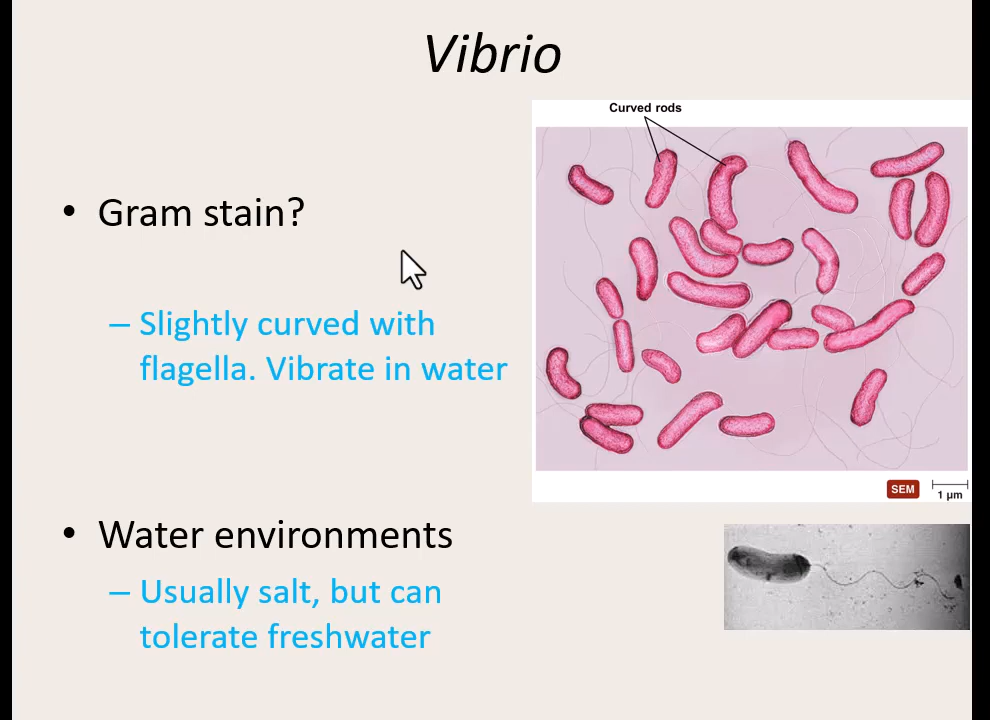 Vibrio
Curved rods
• Gram stain?
– Slightly curved with
flagella. Vibrate in water
SEM
1 µm
• Water environments
– Usually salt, but can
tolerate freshwater